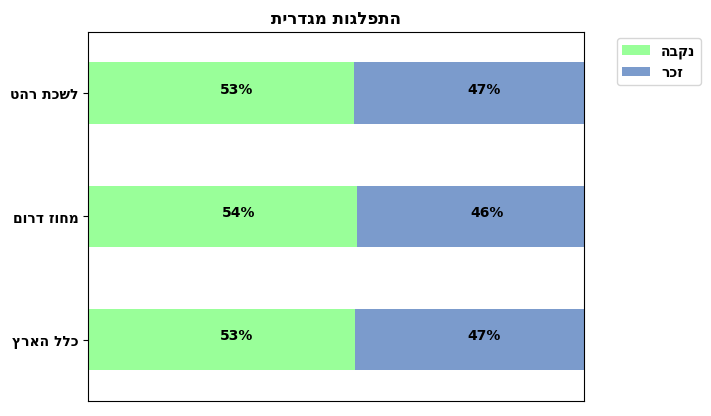 התפלגות מגדרית
נקבה
זכר
לשכת רהט
53%
47%
מחוז דרום
54%
46%
כלל הארץ
53%
47%